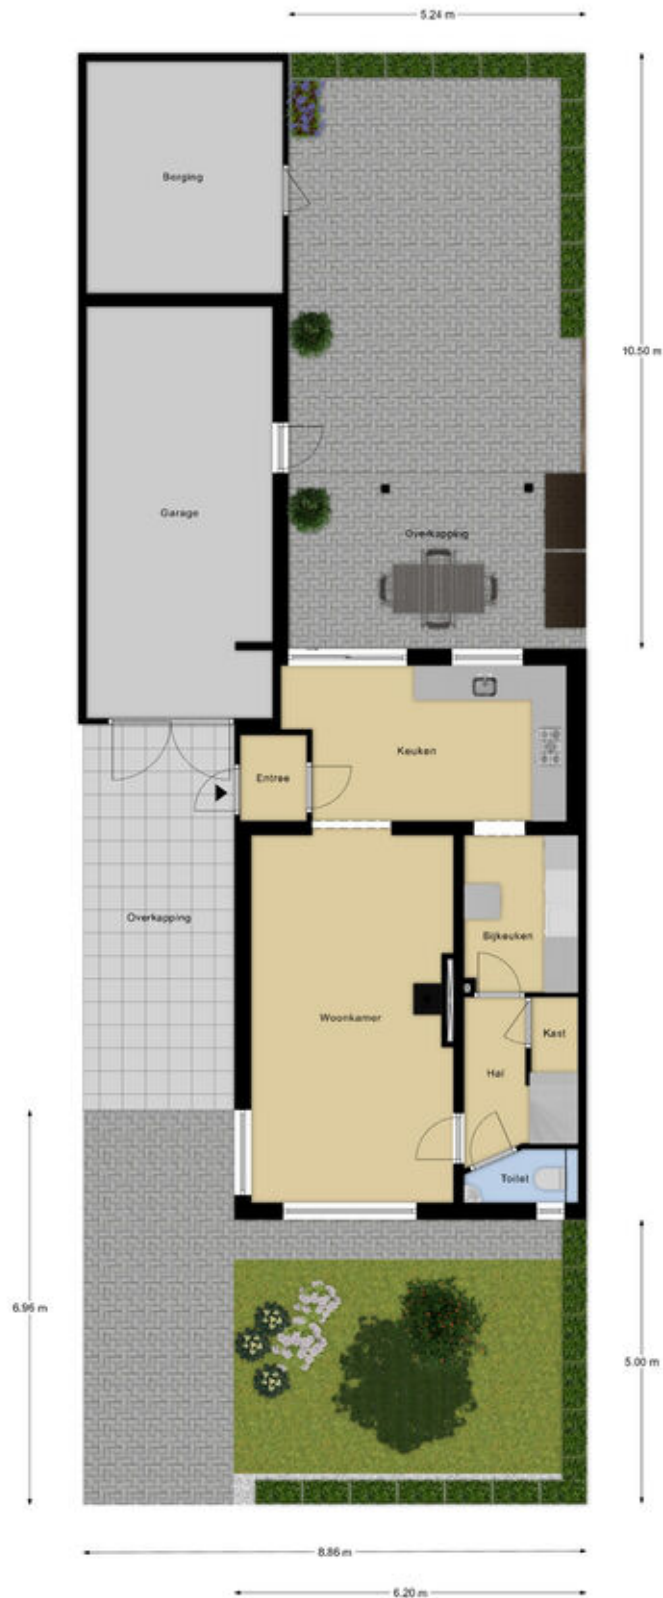 5.24 m
Berging
10.50 m
Garage
Overkapping
Keuken
Entree
Overkapping
Bijkeuken
Woonkamer
Kast
Hal
Toilet
6.95 m
5.00 m
8.86 m
6.20 m